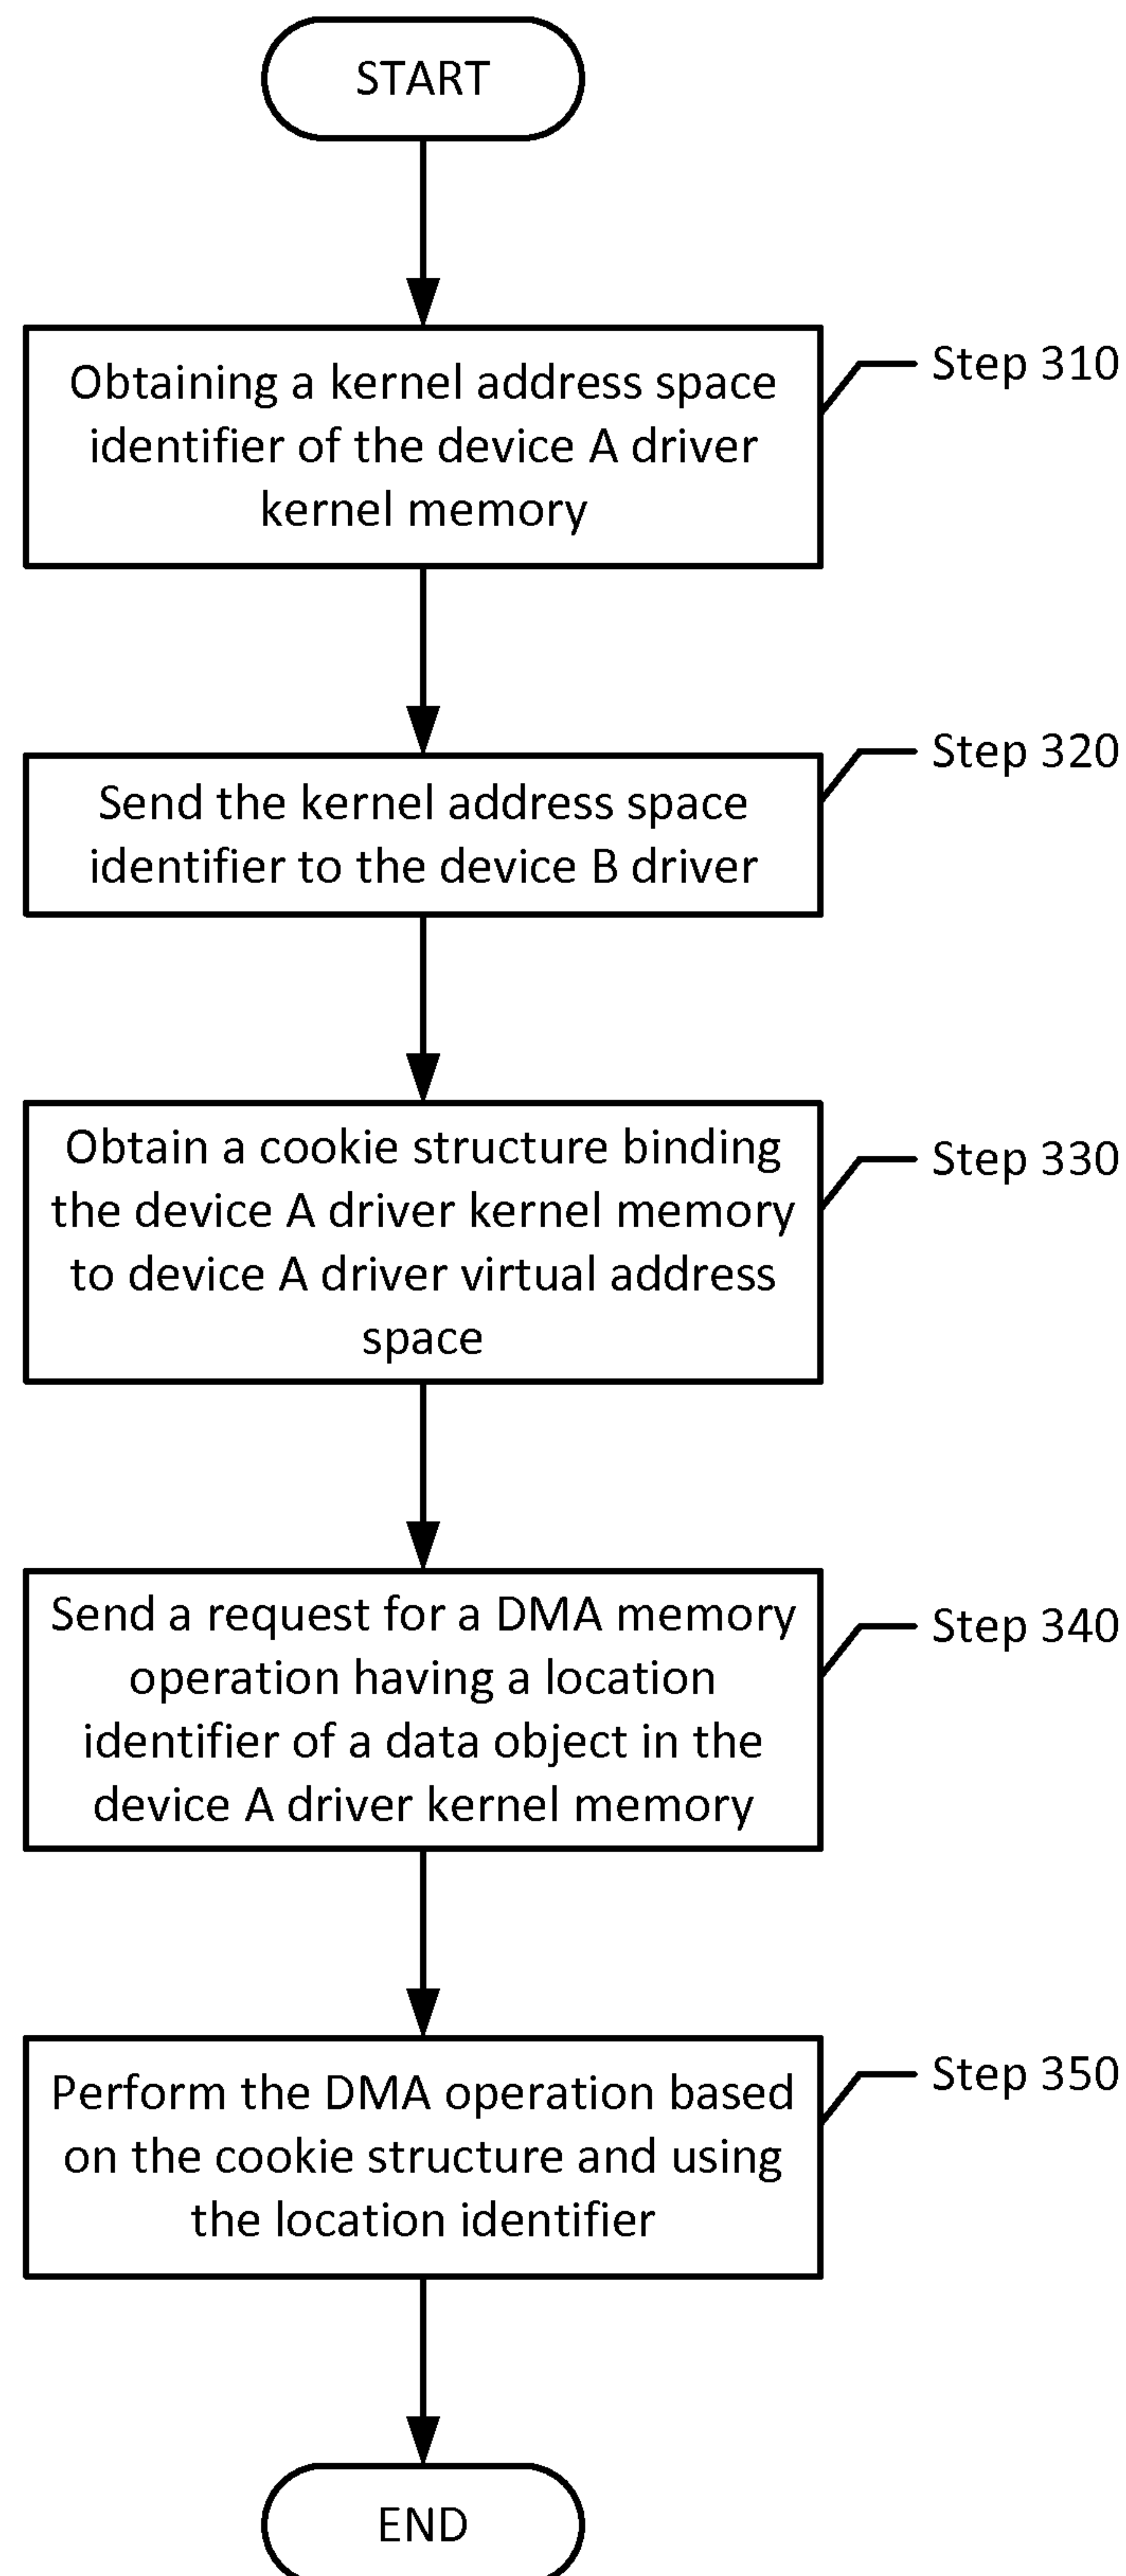 START
Obtaining a kernel address space
identifier of the device A driver
kernel memory
Step 310
Send the kernel address space
identifier to the device B driver
Step 320
Obtain a cookie structure binding
the device A driver kernel memory
to device A driver virtual address
space
Step 330
Send a request for a DMA memory
operation having a location
identifier of a data object in the
device A driver kernel memory
Step 340
Perform the DMA operation based
on the cookie structure and using
the location identifier
Step 350
END